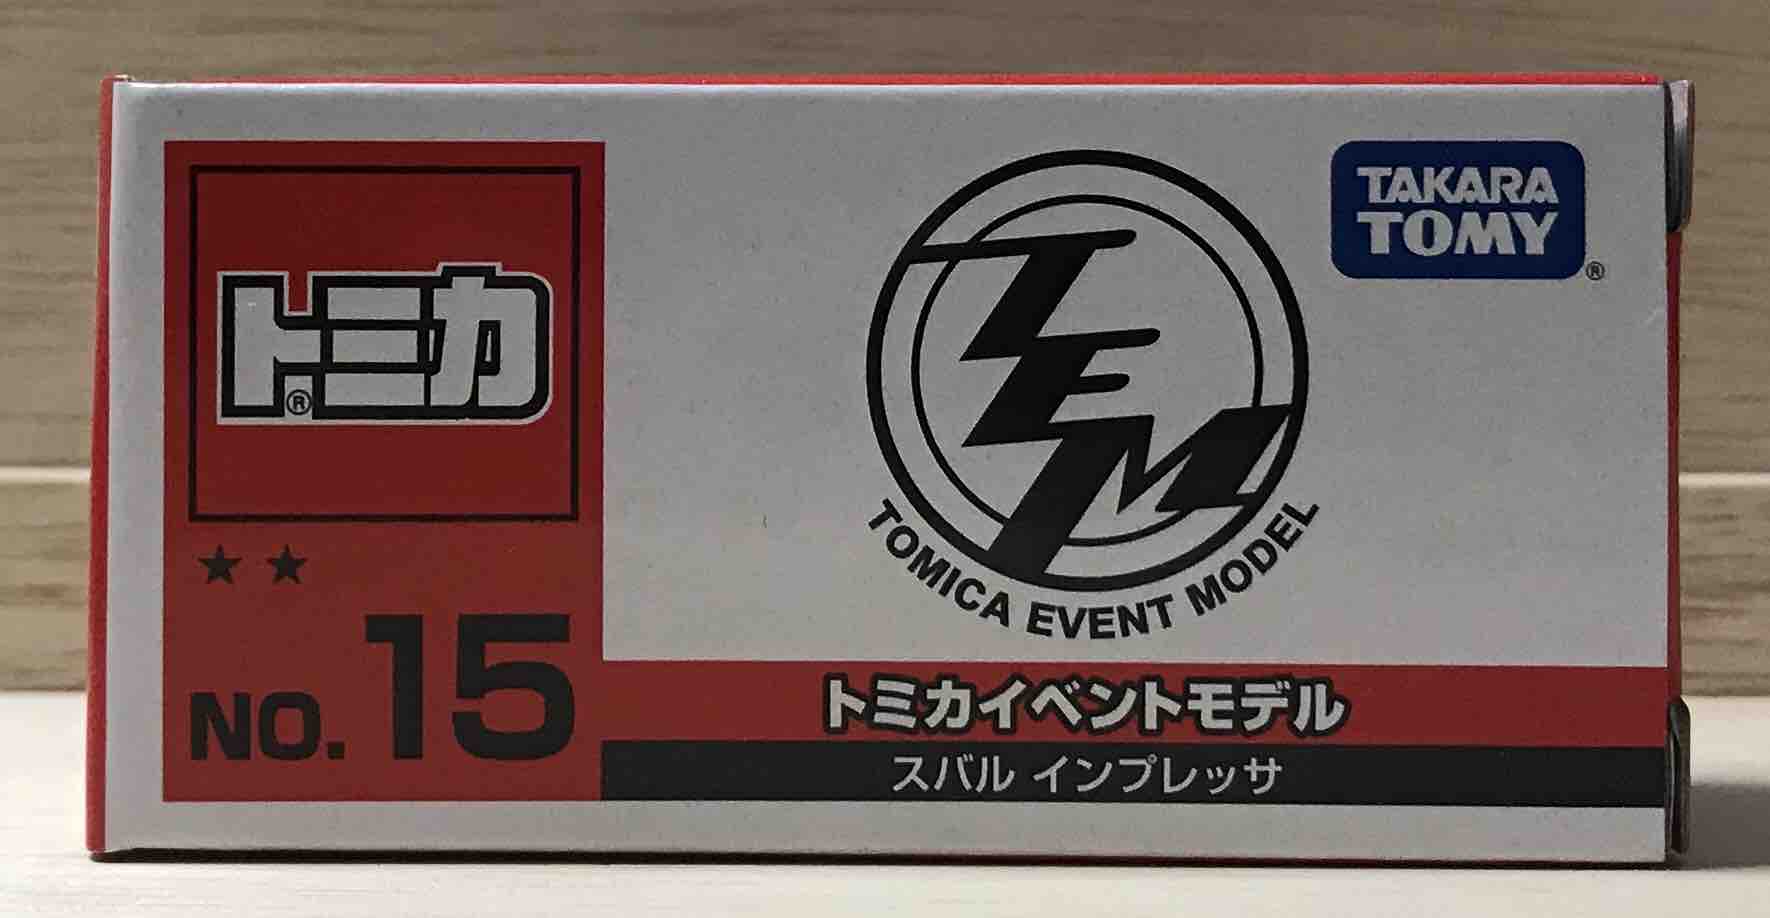 トミカ®
★★
NO.15
TEM
TOMICA EVENT MODEL
TAKARA
TOMY®
トミカイベントモデル
スバル インプレッサ